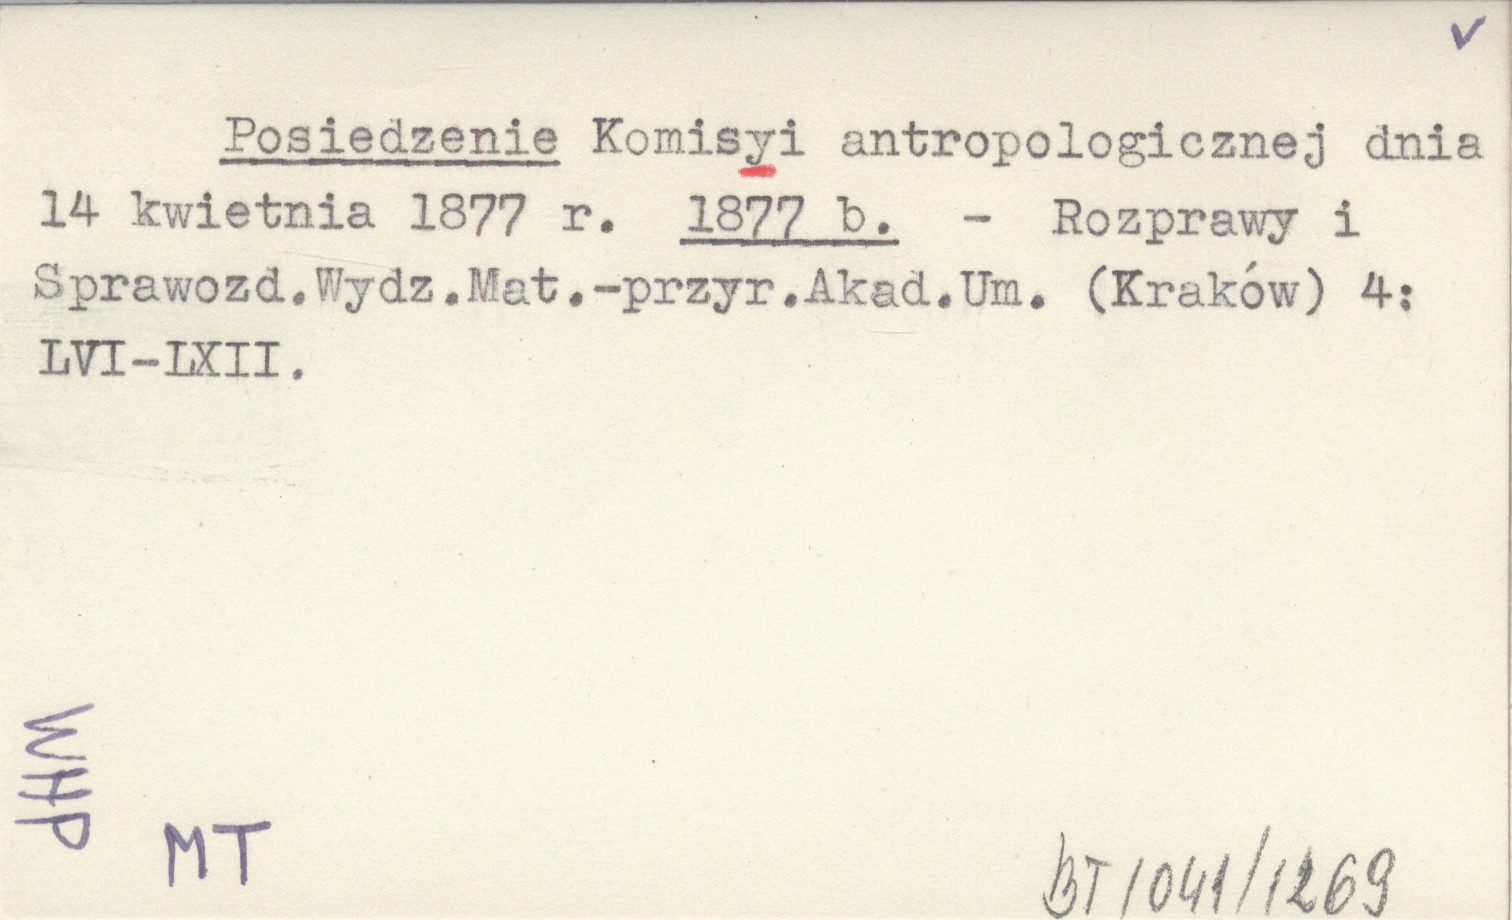 ✓
Posiedzenie Komisyi antropologicznej dnia
14 kwietnia 1877 r. 1877 b. - Rozprawy i
Sprawozd.Wydz.Mat.-przyr.Akad.Um. (Kraków) 4:
LVI-LXII.
WHP
MT
BT/041/1269